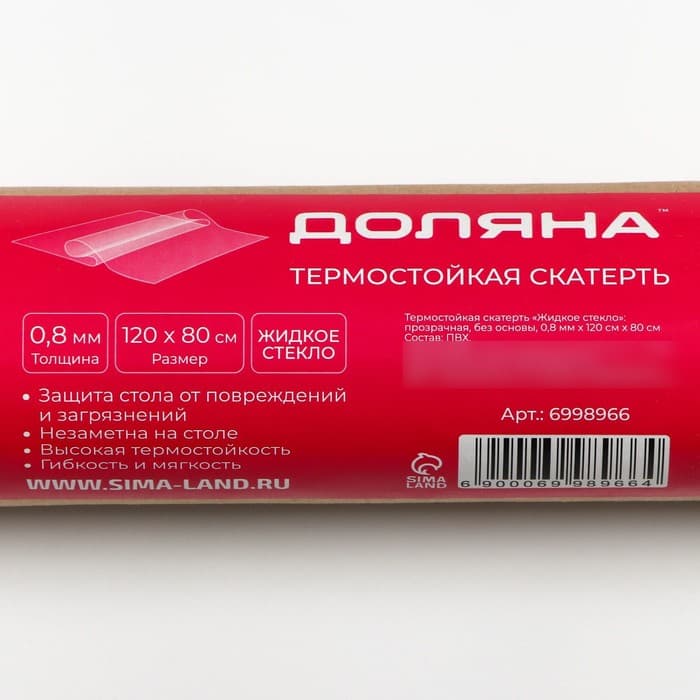 ДОЛЯНА™
ТЕРМОСТОЙКАЯ СКАТЕРТЬ
0,8 мм
Толщина
120 x 80 см
Размер
ЖИДКОЕ
СТЕКЛО
Термостойкая скатерть «Жидкое стекло»:
прозрачная, без основы, 0,8 мм x 120 см x 80 см
Состав: ПВХ
• Защита стола от повреждений
и загрязнений
• Незаметна на столе
• Высокая термостойкость
• Гибкость и мягкость
WWW.SIMA-LAND.RU
Арт.: 6998966
SIMA
LAND
6 900069 989664